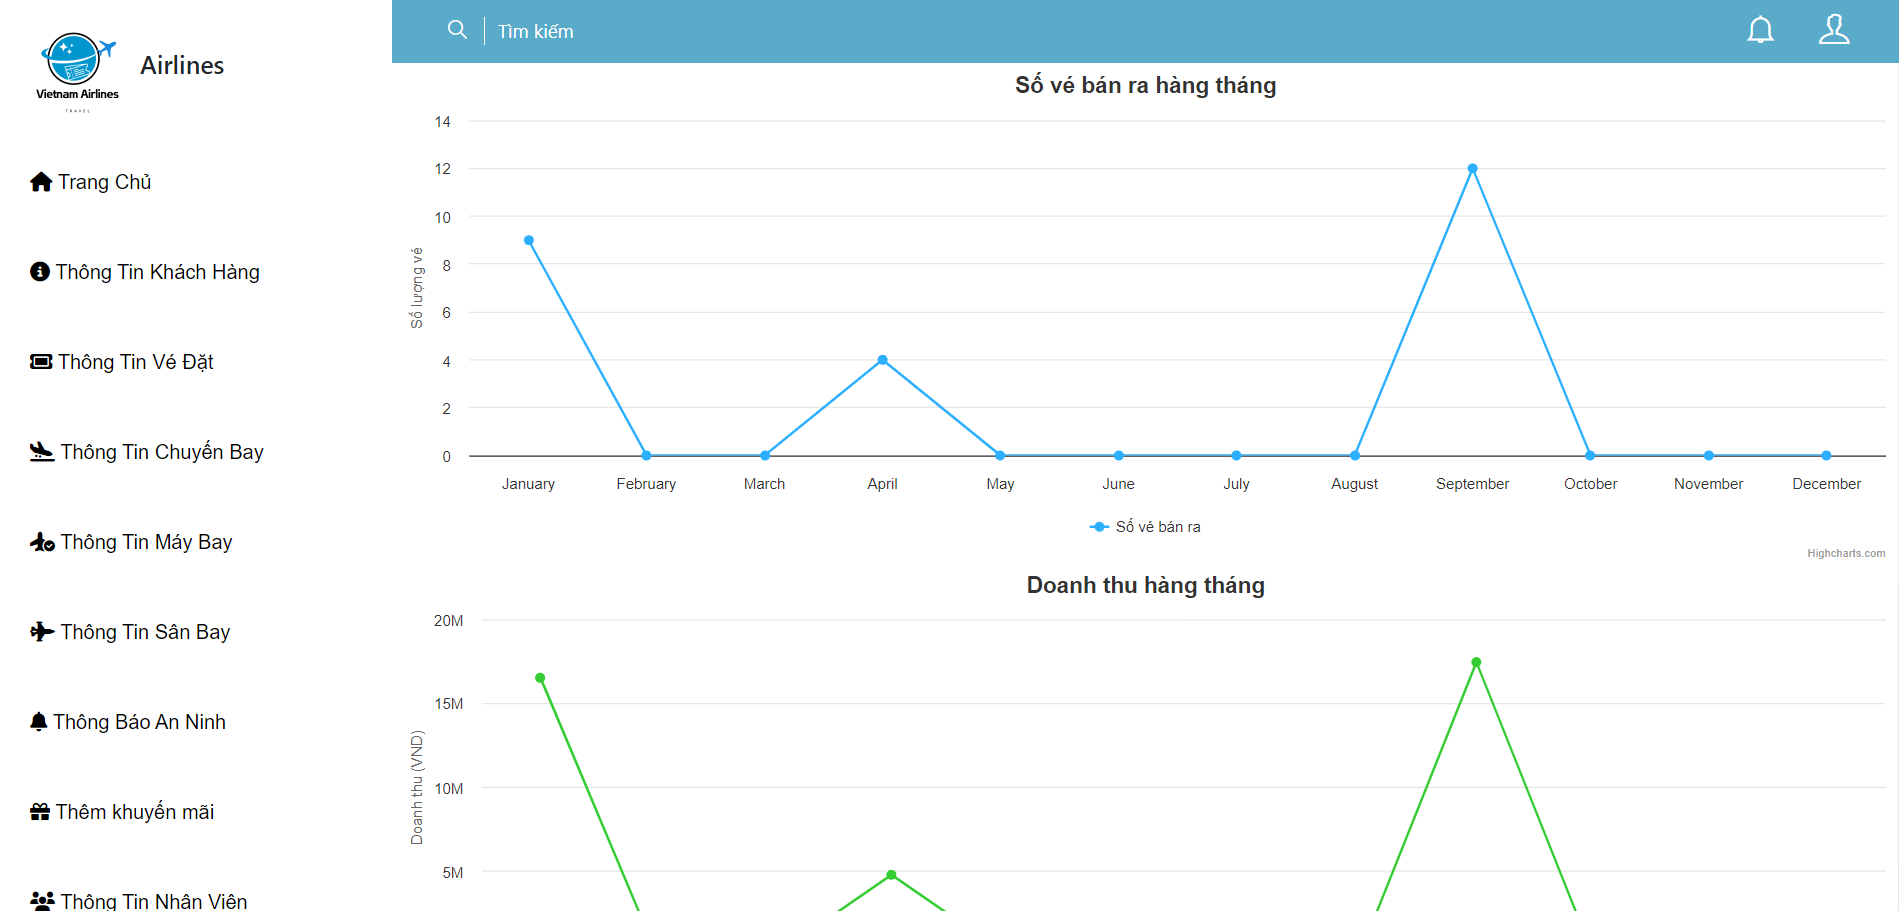 Vietnam Airlines
TRAVEL
Airlines
Trang Chủ
Thông Tin Khách Hàng
Thông Tin Vé Đặt
Thông Tin Chuyến Bay
Thông Tin Máy Bay
Thông Tin Sân Bay
Thông Báo An Ninh
Thêm khuyến mãi
Thông Tin Nhân Viên
Tìm kiếm
Số vé bán ra hàng tháng
Số lượng vé
14
12
10
8
6
4
2
0
January February March April May June July August September October November December
Số vé bán ra
Highcharts.com
Doanh thu hàng tháng
Doanh thu (VND)
20M
15M
10M
5M